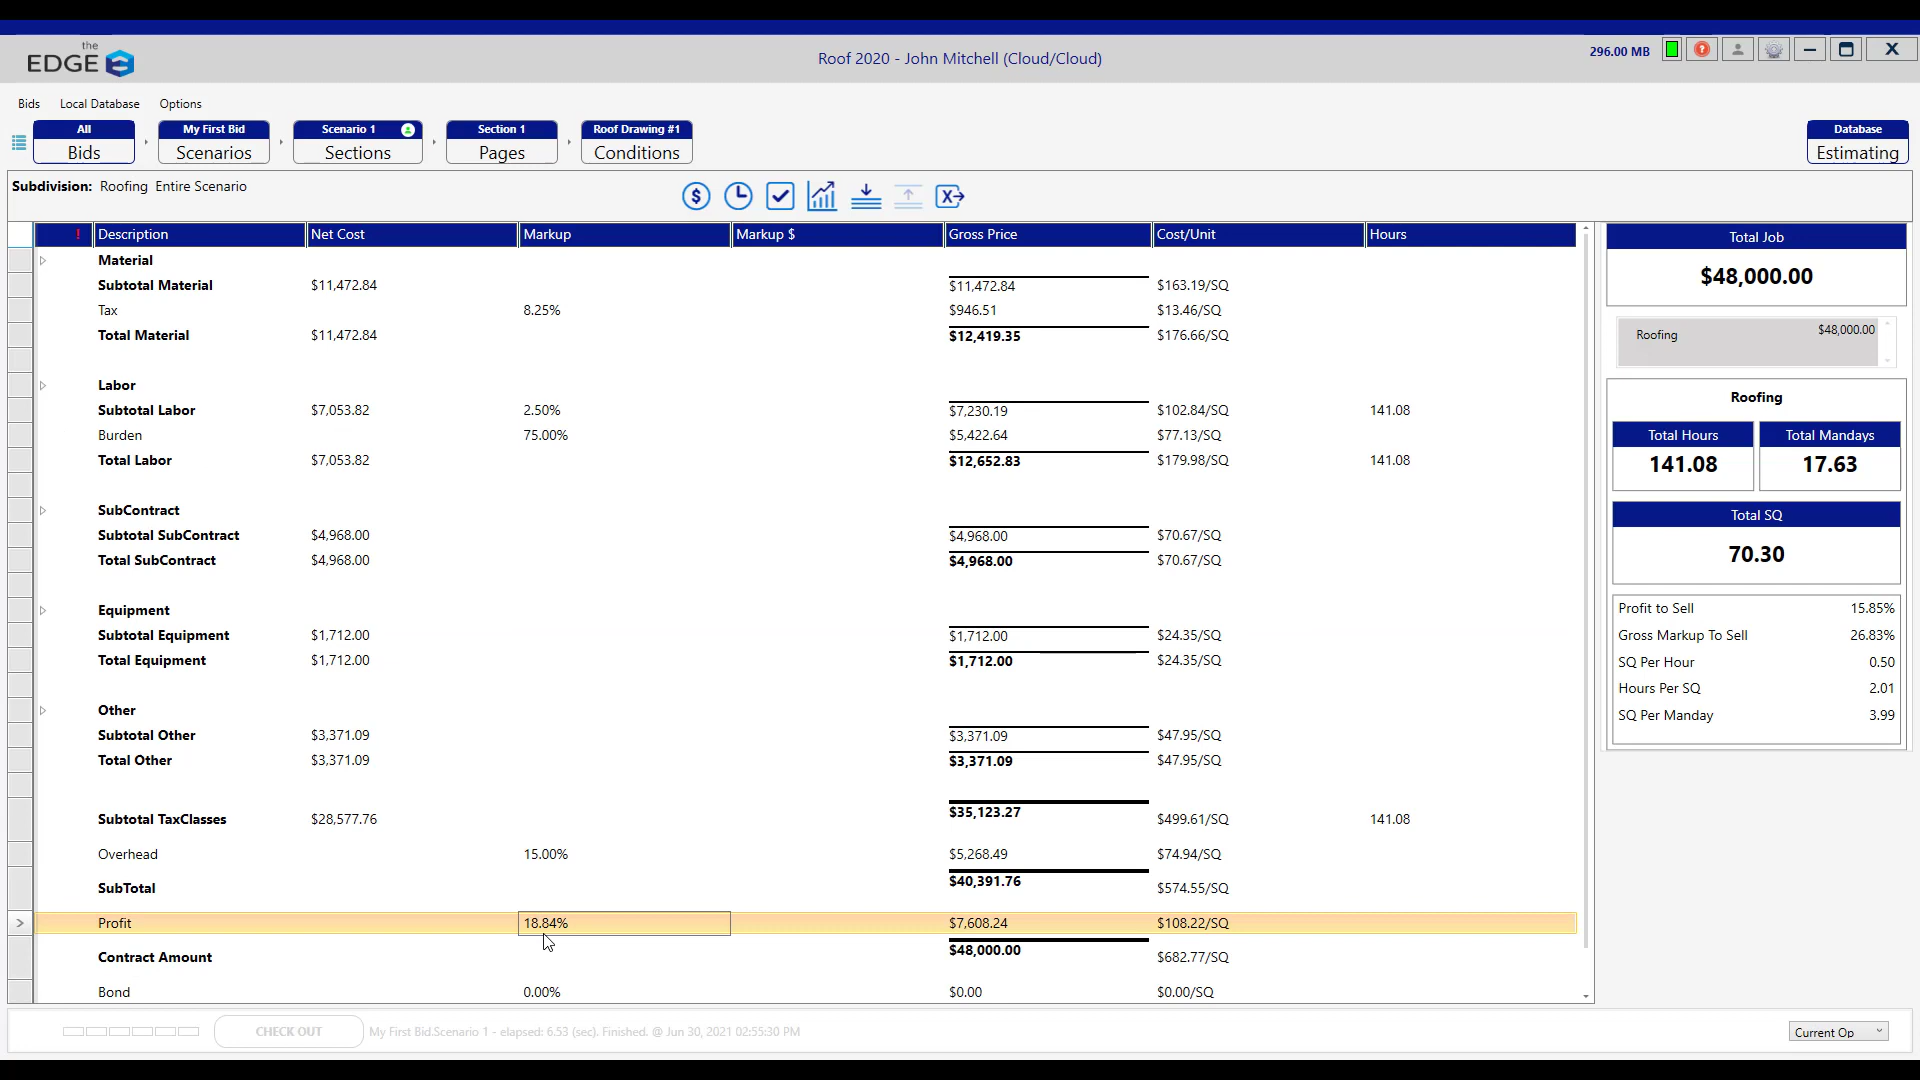 the
EDGE
Roof 2020 - John Mitchell (Cloud/Cloud)
296.00 MB
Bids Local Database Options
All
Bids
My First Bid
Scenarios
Scenario 1
Sections
Section 1
Pages
Roof Drawing #1
Conditions
Database
Estimating
Subdivision: Roofing Entire Scenario
! Description Net Cost Markup Markup $ Gross Price Cost/Unit Hours
Material
Subtotal Material $11,472.84 $11,472.84 $163.19/SQ
Tax 8.25% $946.51 $13.46/SQ
Total Material $11,472.84 $12,419.35 $176.66/SQ
Labor
Subtotal Labor $7,053.82 2.50% $7,230.19 $102.84/SQ 141.08
Burden 75.00% $5,422.64 $77.13/SQ
Total Labor $7,053.82 $12,652.83 $179.98/SQ 141.08
SubContract
Subtotal SubContract $4,968.00 $4,968.00 $70.67/SQ
Total SubContract $4,968.00 $4,968.00 $70.67/SQ
Equipment
Subtotal Equipment $1,712.00 $1,712.00 $24.35/SQ
Total Equipment $1,712.00 $1,712.00 $24.35/SQ
Other
Subtotal Other $3,371.09 $3,371.09 $47.95/SQ
Total Other $3,371.09 $3,371.09 $47.95/SQ
Subtotal TaxClasses $28,577.76 $35,123.27 $499.61/SQ 141.08
Overhead 15.00% $5,268.49 $74.94/SQ
SubTotal $40,391.76 $574.55/SQ
Profit 18.84% $7,608.24 $108.22/SQ
Contract Amount $48,000.00 $682.77/SQ
Bond 0.00% $0.00 $0.00/SQ
Total Job
$48,000.00
Roofing $48,000.00
Roofing
Total Hours Total Mandays
141.08 17.63
Total SQ
70.30
Profit to Sell 15.85%
Gross Markup To Sell 26.83%
SQ Per Hour 0.50
Hours Per SQ 2.01
SQ Per Manday 3.99
CHECK OUT My First Bid.Scenario 1 - elapsed: 6.53 (sec). Finished. @ Jun 30, 2021 02:55:30 PM
Current Op